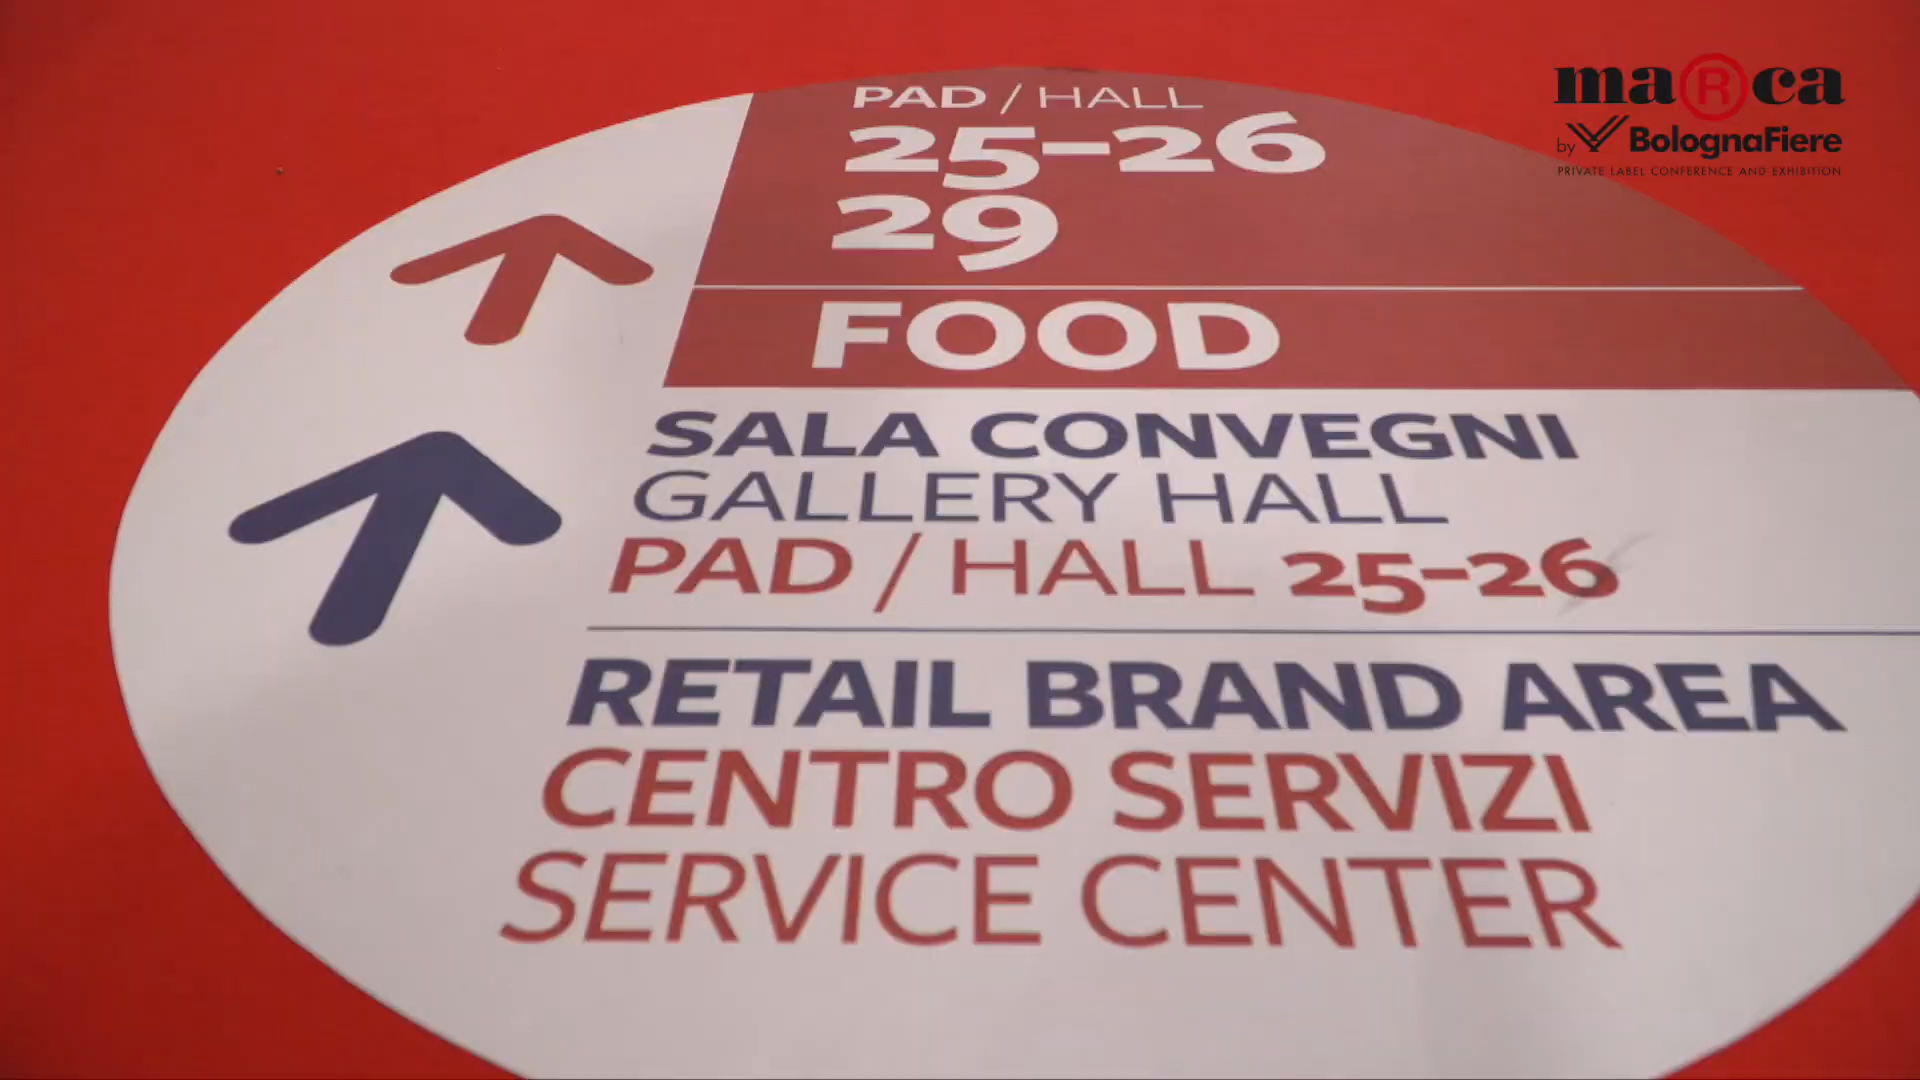 maRca
by BolognaFiere
PRIVATE LABEL CONFERENCE AND EXHIBITION
PAD / HALL
25-26
29
FOOD
SALA CONVEGNI
GALLERY HALL
PAD / HALL 25-26
RETAIL BRAND AREA
CENTRO SERVIZI
SERVICE CENTER